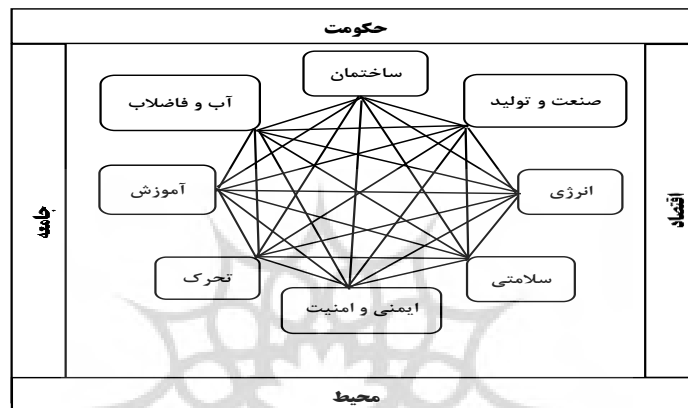 حکومت
ساختمان
صنعت و تولید
آب و فاضلاب
انرژی
آموزش
اقتصاد
جامعه
سلامتی
تحرک
ایمنی و امنیت
محیط